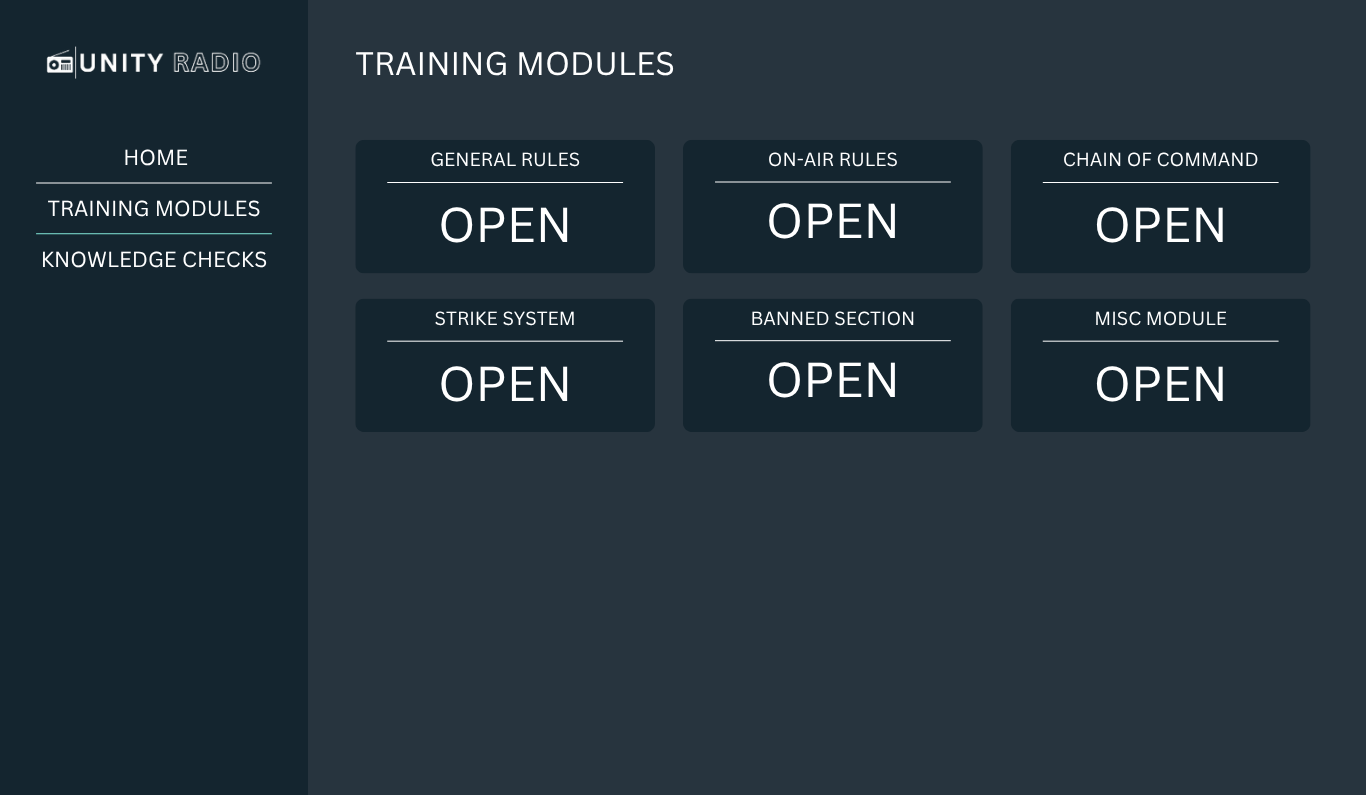 UNITY RADIO
HOME
TRAINING MODULES
KNOWLEDGE CHECKS
TRAINING MODULES
GENERAL RULES
OPEN
ON-AIR RULES
OPEN
CHAIN OF COMMAND
OPEN
STRIKE SYSTEM
OPEN
BANNED SECTION
OPEN
MISC MODULE
OPEN